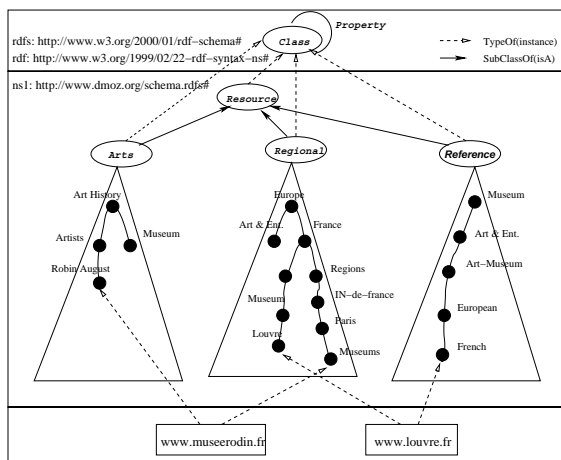 Property
rdfs: http://www.w3.org/2000/01/rdf-schema#
Class
TypeOf(instance)
rdf: http://www.w3.org/1999/02/22-rdf-syntax-ns#
SubClassOf(isA)
ns1: http://www.dmoz.org/schema.rdfs#
Resource
Arts
Regional
Reference
Art History
Europe
Museum
Art & Ent.
France
Artists
Museum
Art & Ent.
Robin August
Regions
Art-Museum
Museum
IN-de-france
Paris
European
Louvre
Museums
French
www.museerodin.fr
www.louvre.fr